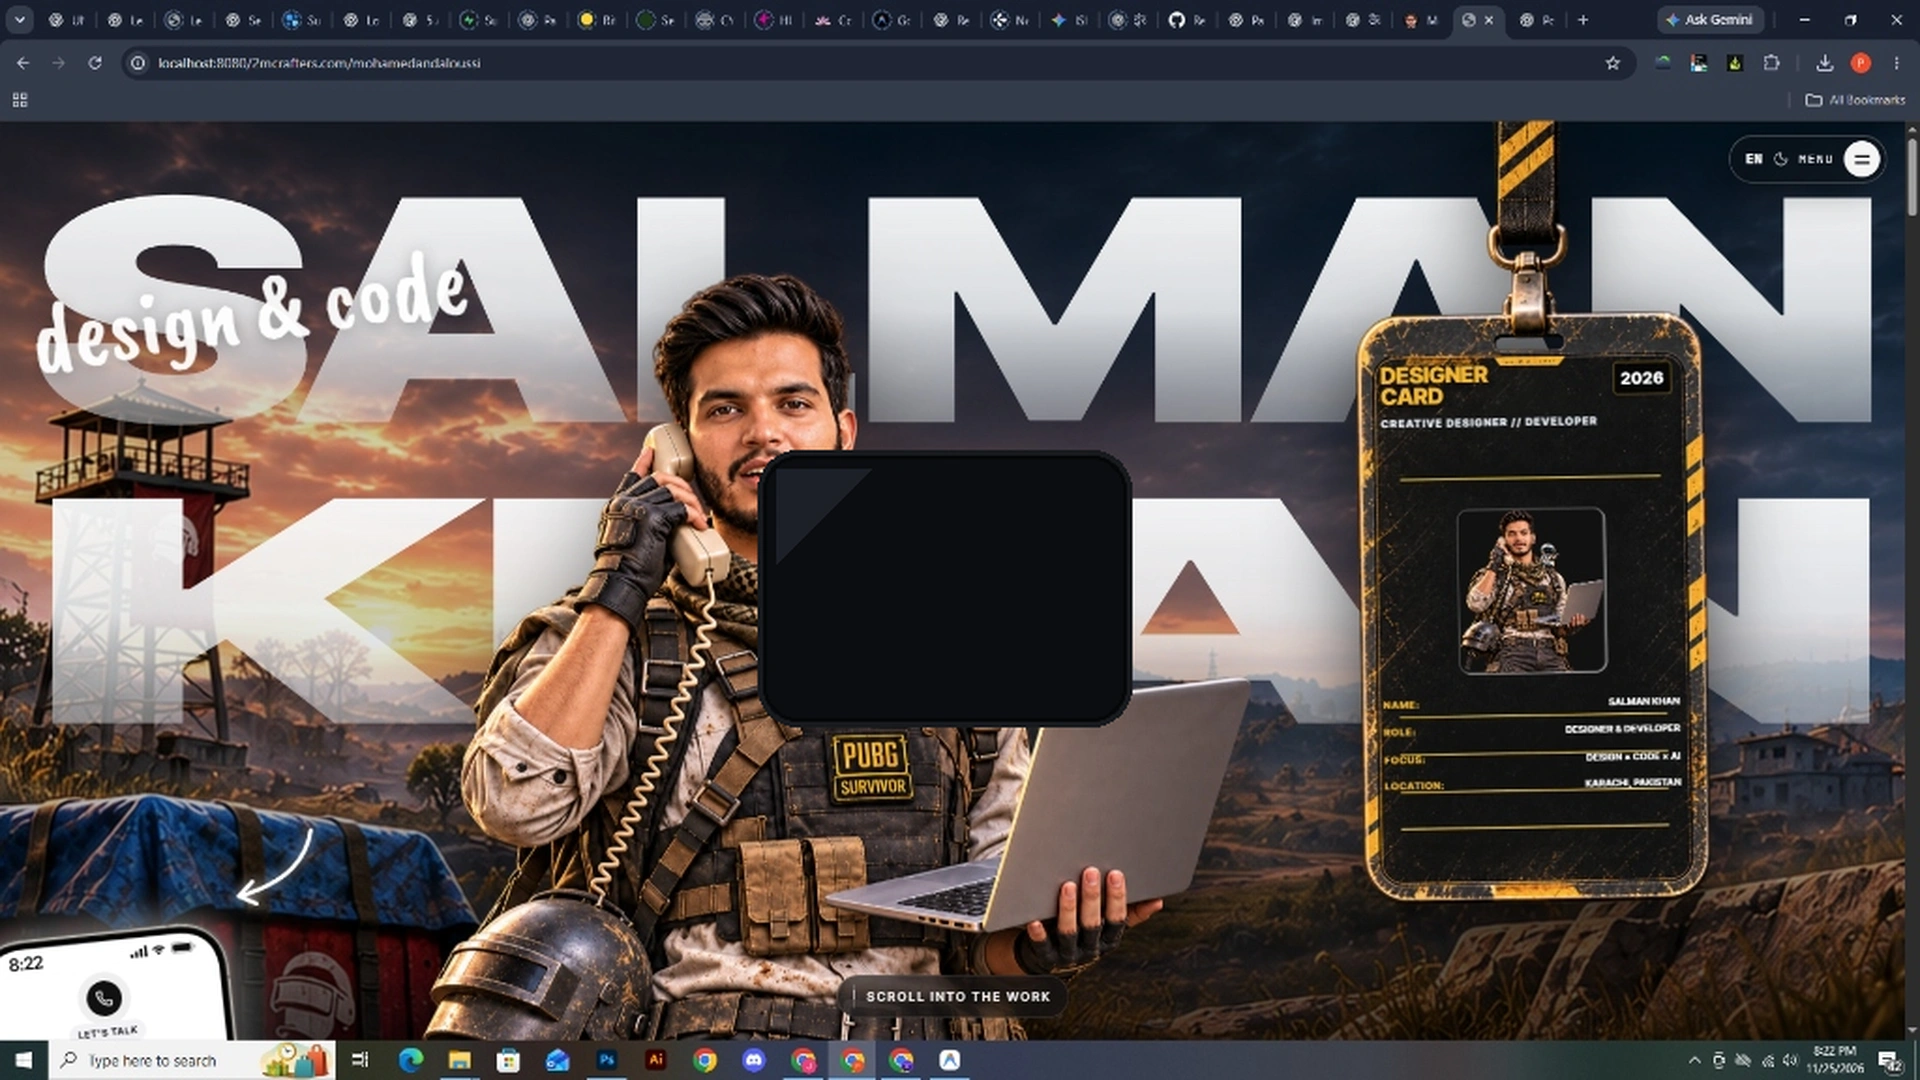 Ask Gemini
localhost:8080/2mcrafters.com/mohamedandaloussi
P
All Bookmarks
EN
MENU
SALMAN
design & code
DESIGNER
CARD
2026
CREATIVE DESIGNER // DEVELOPER
NAME:
SALMAN KHAN
ROLE:
DESIGNER & DEVELOPER
FOCUS:
DESIGN × CODE × AI
LOCATION:
KARACHI, PAKISTAN
PUBG
SURVIVOR
8:22
LET'S TALK
SCROLL INTO THE WORK
Type here to search
Ps
Ai
8:22 PM
11/25/2026